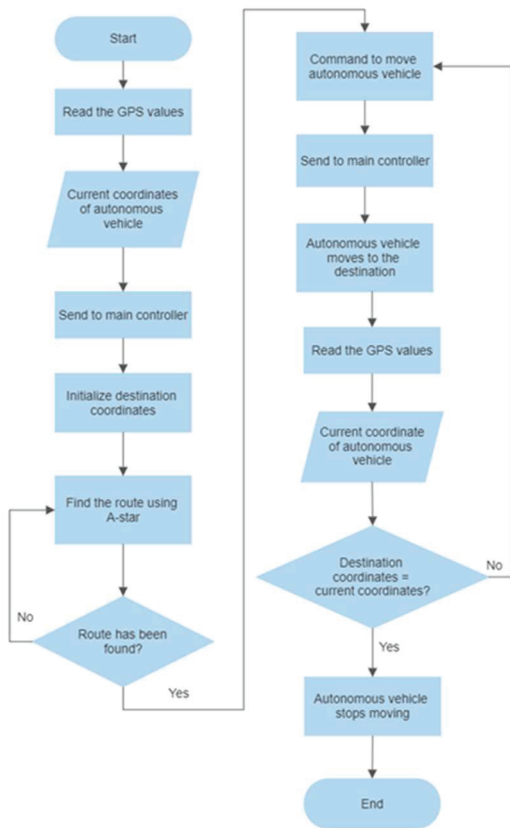 Start
Read the GPS values
Current coordinates
of autonomous
vehicle
Send to main controller
Initialize destination
coordinates
Find the route using
A-star
No
Route has been
found?
Yes
Command to move
autonomous vehicle
Send to main controller
Autonomous vehicle
moves to the
destination
Read the GPS values
Current coordinate
of autonomous
vehicle
Destination
coordinates =
current coordinates?
No
Yes
Autonomous vehicle
stops moving
End